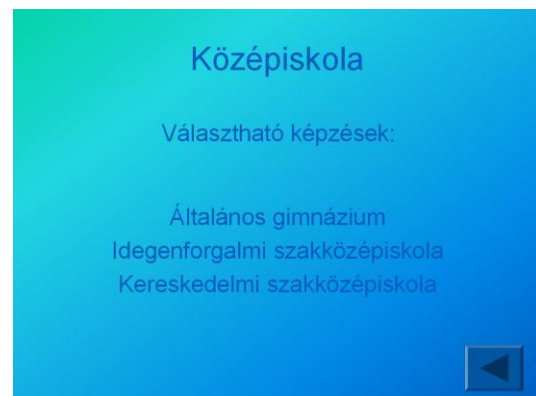 Középiskola
Választható képzések:
Általános gimnázium
Idegenforgalmi szakközépiskola
Kereskedelmi szakközépiskola